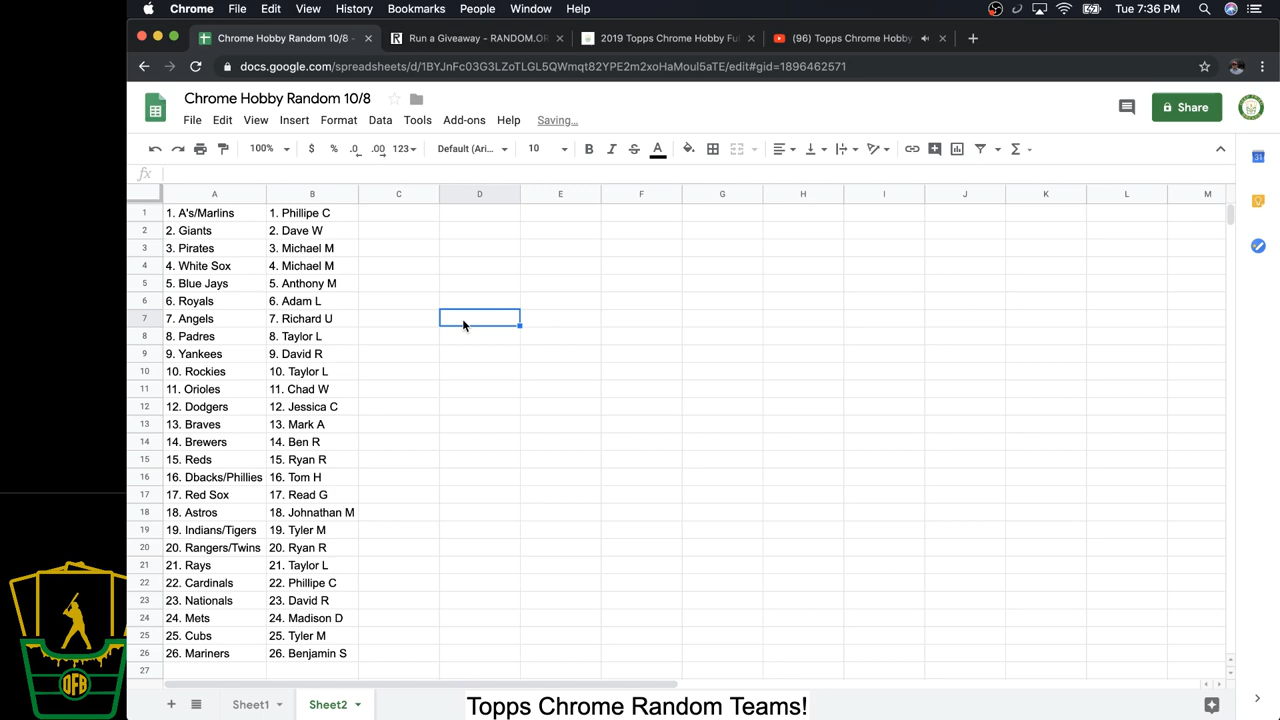 Chrome File Edit View History Bookmarks People Window Help Tue 7:36 PM
Chrome Hobby Random 10/8 - Run a Giveaway - RANDOM.OR 2019 Topps Chrome Hobby Fu (96) Topps Chrome Hobby
docs.google.com/spreadsheets/d/1BYJnFc03G3LZoTLGL5QWmqt82YPE2m2xoHaMoul5aTE/edit#gid=1896462571
Chrome Hobby Random 10/8
Share
File Edit View Insert Format Data Tools Add-ons Help Saving...
100% $ % .0 .00 123 Default (Ari... 10 B I S A
fx
A B C D E F G H I J K L M
1 1. A's/Marlins 1. Phillipe C
2 2. Giants 2. Dave W
3 3. Pirates 3. Michael M
4 4. White Sox 4. Michael M
5 5. Blue Jays 5. Anthony M
6 6. Royals 6. Adam L
7 7. Angels 7. Richard U
8 8. Padres 8. Taylor L
9 9. Yankees 9. David R
10 10. Rockies 10. Taylor L
11 11. Orioles 11. Chad W
12 12. Dodgers 12. Jessica C
13 13. Braves 13. Mark A
14 14. Brewers 14. Ben R
15 15. Reds 15. Ryan R
16 16. Dbacks/Phillies 16. Tom H
17 17. Red Sox 17. Read G
18 18. Astros 18. Johnathan M
19 19. Indians/Tigers 19. Tyler M
20 20. Rangers/Twins 20. Ryan R
21 21. Rays 21. Taylor L
22 22. Cardinals 22. Phillipe C
23 23. Nationals 23. David R
24 24. Mets 24. Madison D
25 25. Cubs 25. Tyler M
26 26. Mariners 26. Benjamin S
27
Sheet1 Sheet2
Topps Chrome Random Teams!
DFB